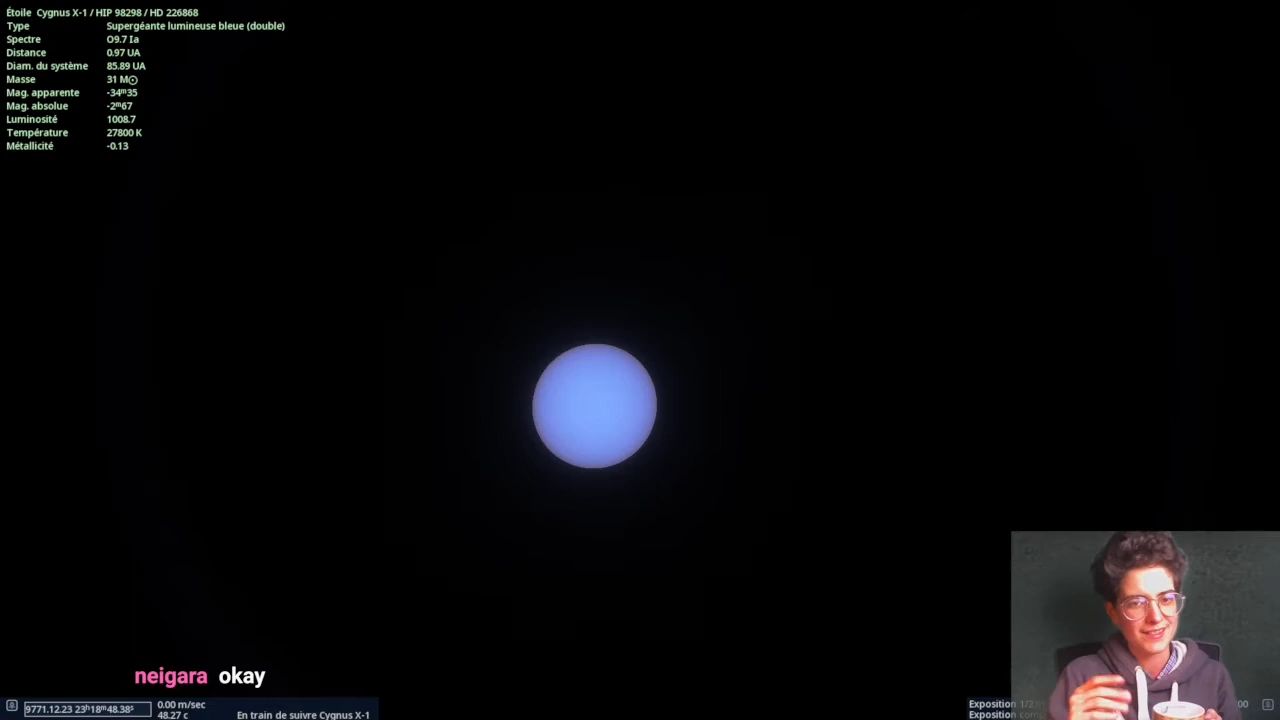 Étoile Cygnus X-1 / HIP 98298 / HD 226868
Type Supergéante lumineuse bleue (double)
Spectre O9.7 Ia
Distance 0.97 UA
Diam. du système 85.89 UA
Masse 31 M☉
Mag. apparente -34ᵐ35
Mag. absolue -2ᵐ67
Luminosité 1008.7
Température 27800 K
Métallicité -0.13
neigara okay
9771.12.23 23ʰ18ᵐ48.38ˢ
0.00 m/sec
48.27 c
En train de suivre Cygnus X-1
Exposition 1/2
00
Exposition